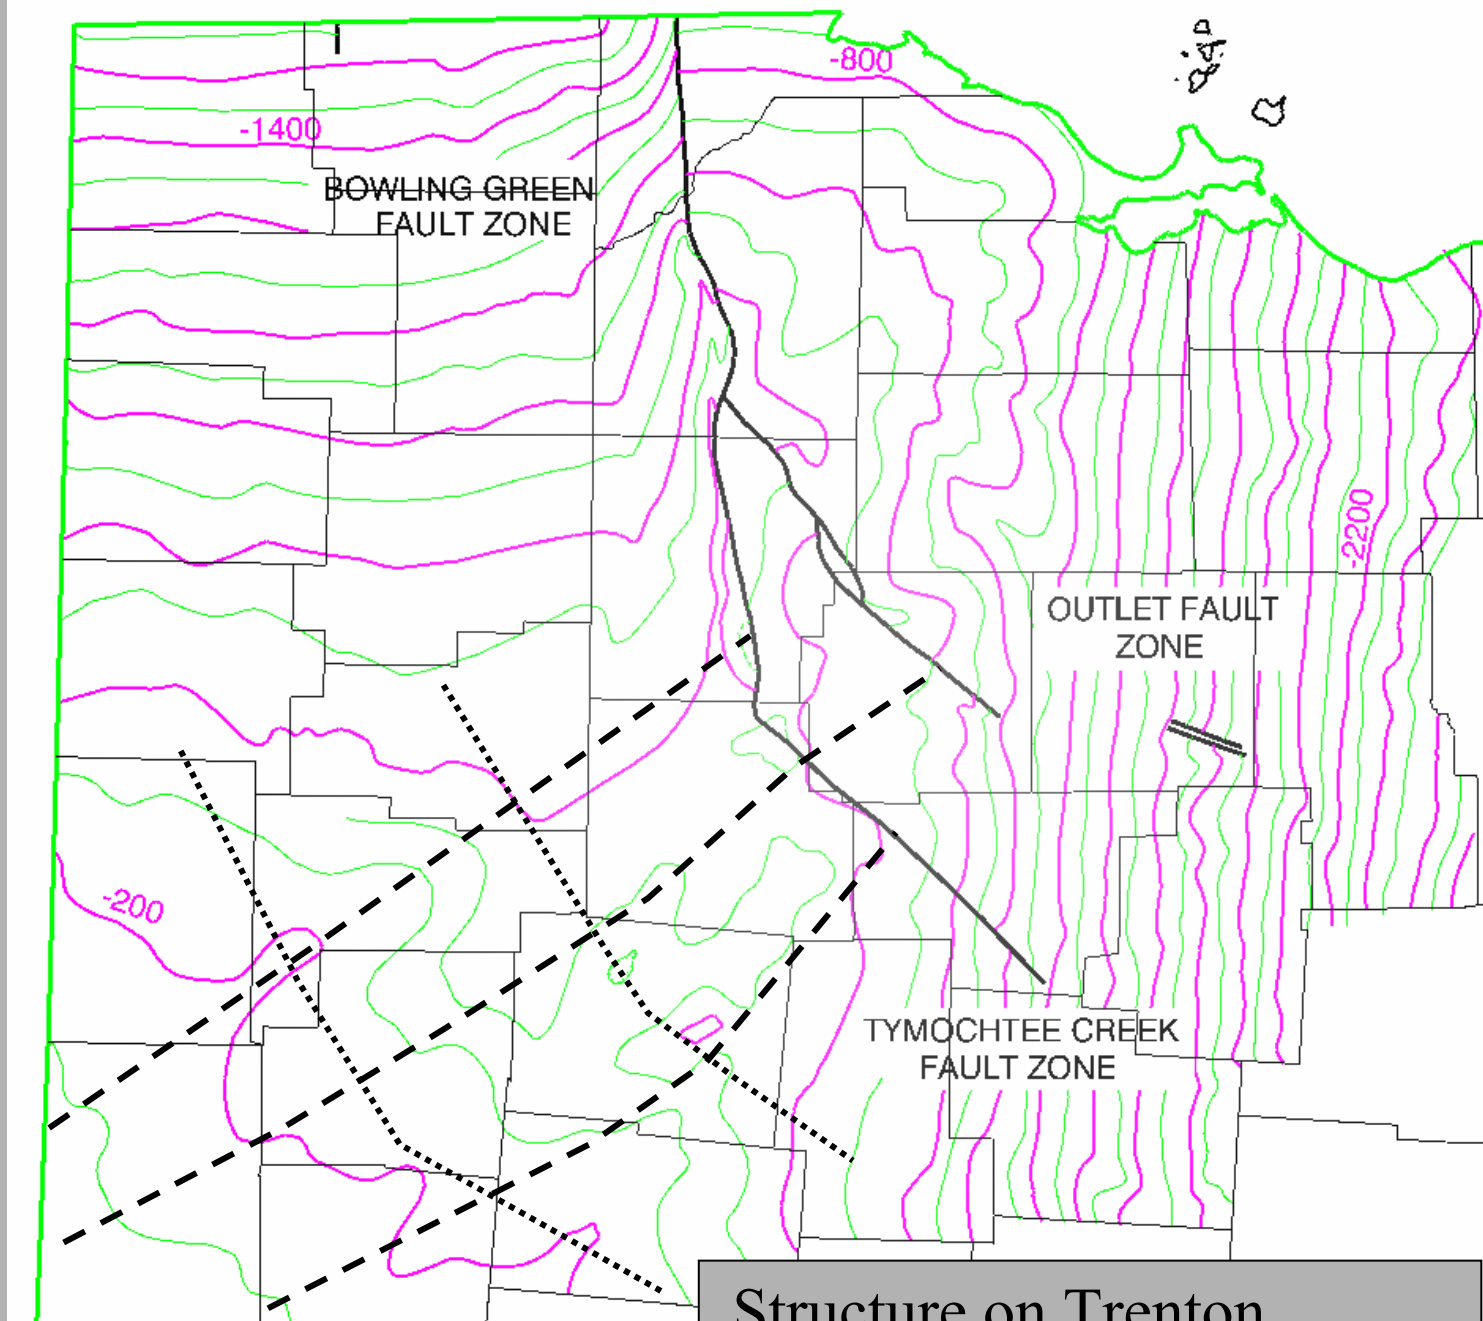 -800
-1400
BOWLING GREEN
FAULT ZONE
-2200
OUTLET FAULT
ZONE
-200
TYMOCHTEE CREEK
FAULT ZONE
Structure on Trenton